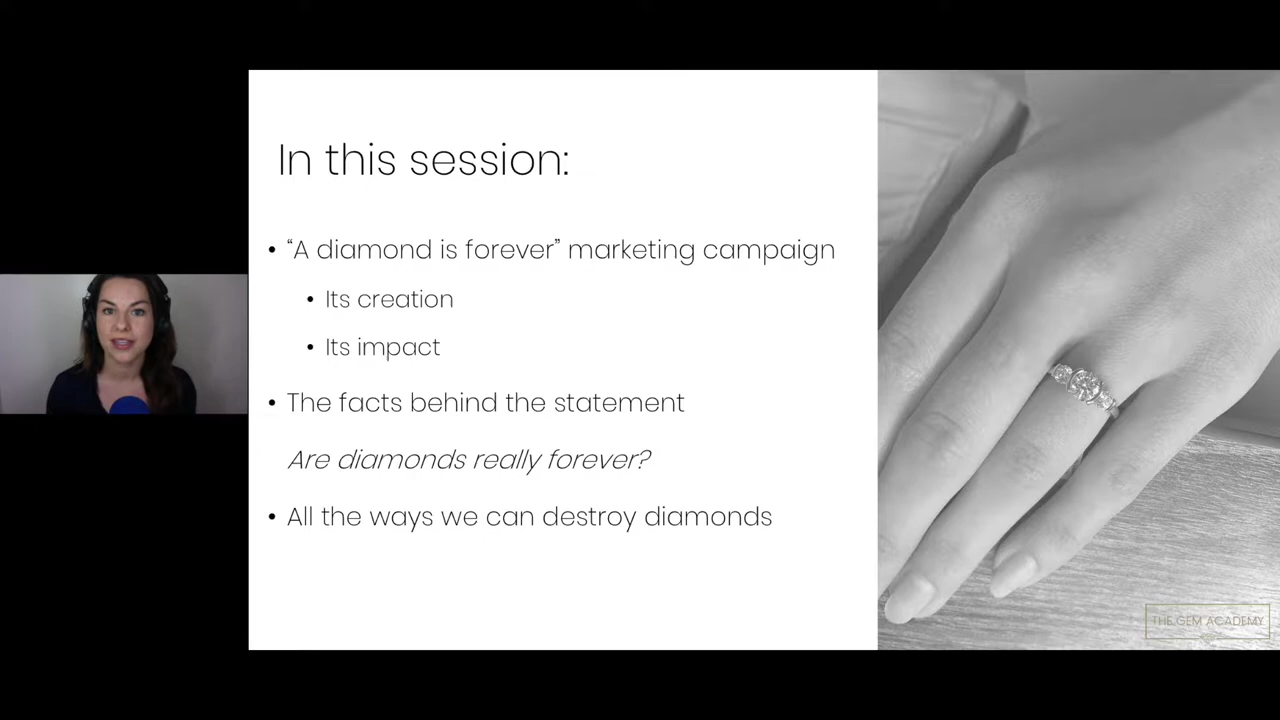 In this session:
• “A diamond is forever” marketing campaign
• Its creation
• Its impact
• The facts behind the statement
Are diamonds really forever?
• All the ways we can destroy diamonds
THE GEM ACADEMY